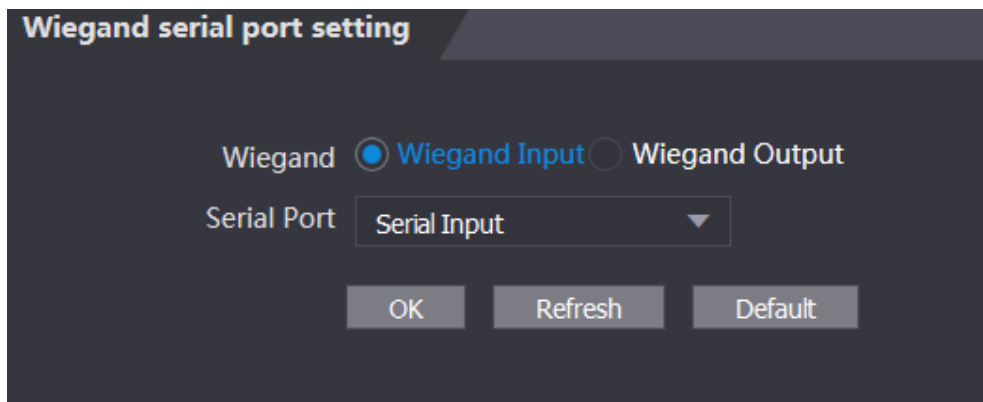 Wiegand serial port setting
Wiegand Wiegand Input Wiegand Output
Serial Port Serial Input
OK Refresh Default